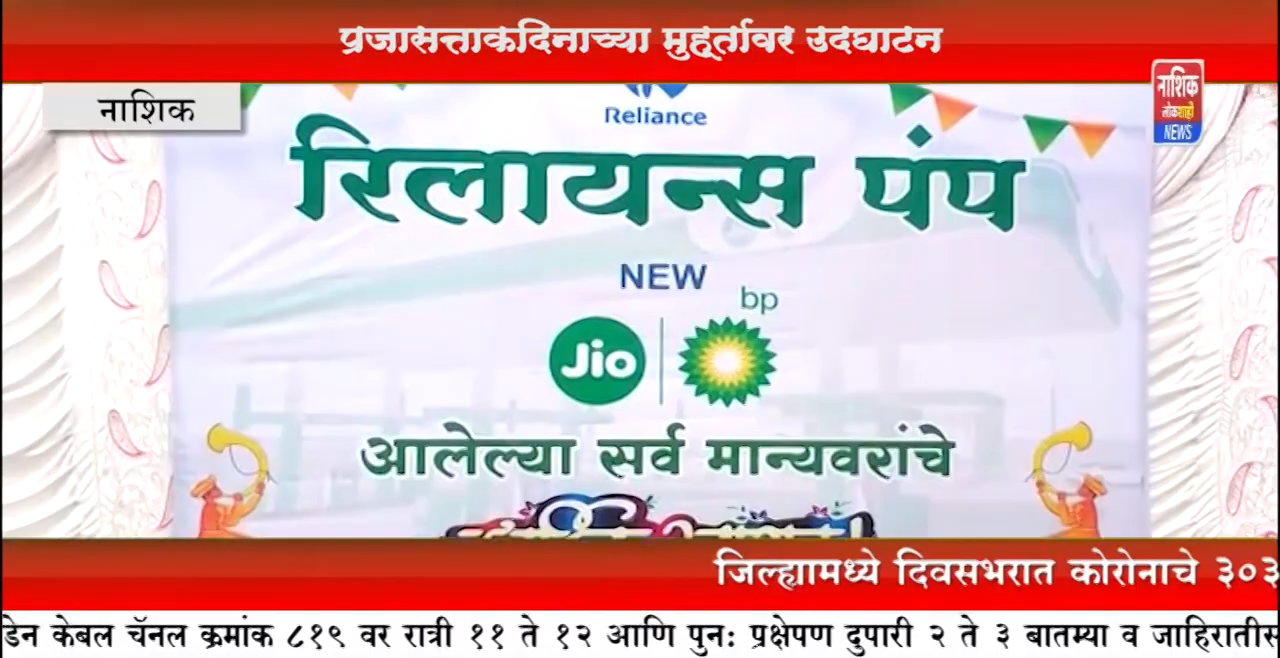 प्रजासत्ताकदिनाच्या मुहूर्तावर उदघाटन
नाशिक
नाशिक
लोकशाही
NEWS
Reliance
रिलायन्स पंप
NEW
bp
Jio
आलेल्या सर्व मान्यवरांचे
जिल्ह्यामध्ये दिवसभरात कोरोनाचे ३०३
डेन केबल चॅनल क्रमांक ८१९ वर रात्री ११ ते १२ आणि पुनः प्रक्षेपण दुपारी २ ते ३ बातम्या व जाहिरातीस